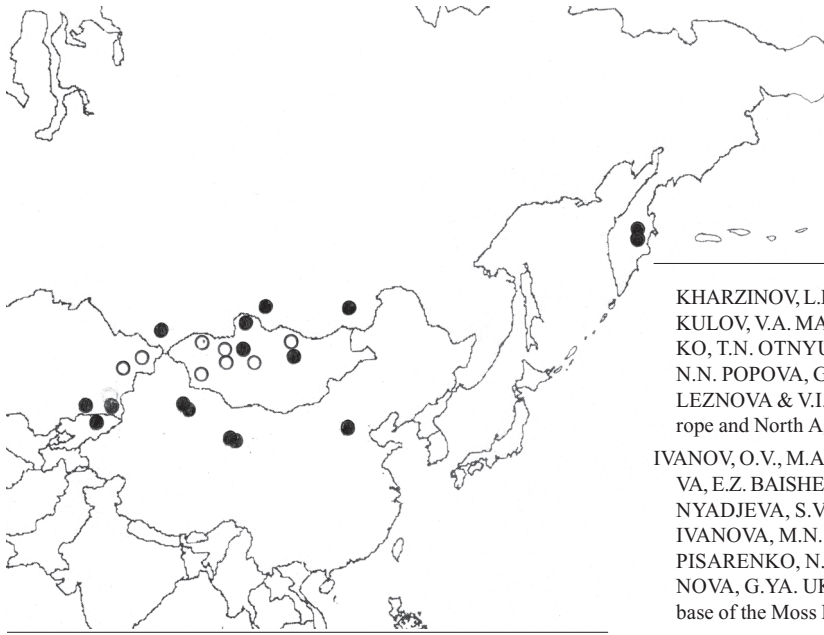 KHARZINOV, L.
KULOV, V.A. MA
KO, T.N. OTNYU
N.N. POPOVA, G
LEZNOVA & V.I.
rope and North A
IVANOV, O.V., M.A
VA, E.Z. BAISHE
NYADJEVA, S.V
IVANOVA, M.N.
PISARENKO, N.
NOVA, G.YA. UK
base of the Moss